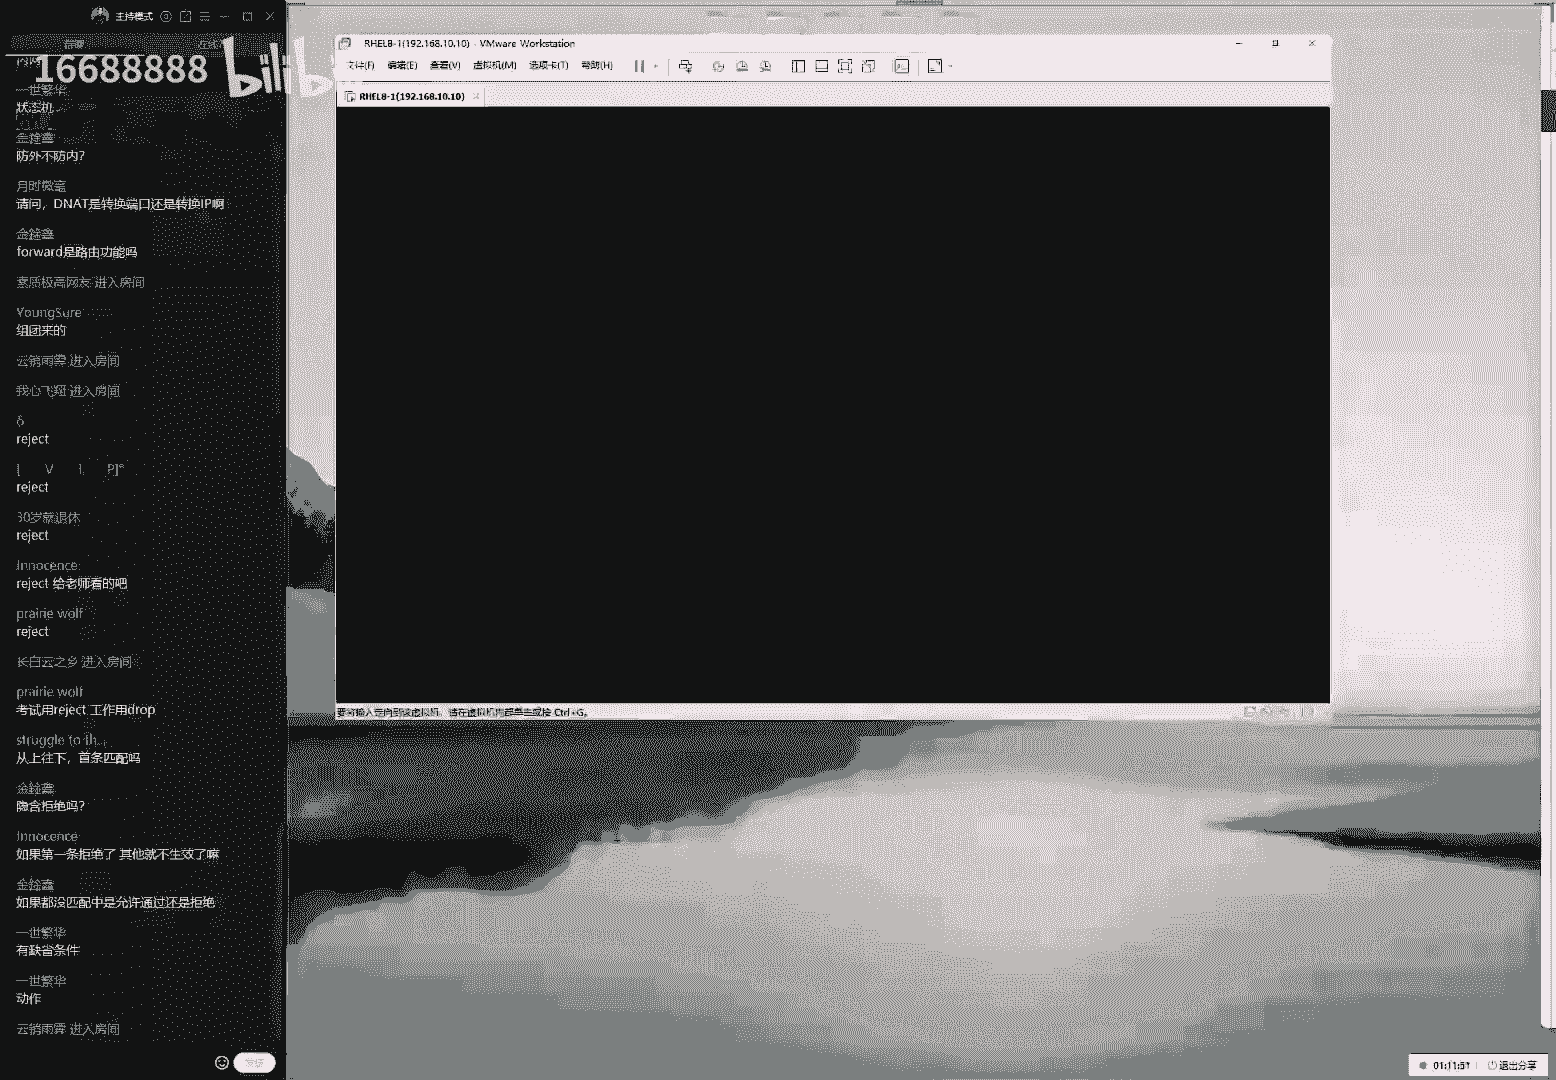 主持模式
16688888 bilib
一世繁华
状态机
金鑫鑫
防外不防内?
月时微寔
请问，DNAT是转换端口还是转换IP啊
金鑫鑫
forward是路由功能吗
素质极高网友 进入房间
YoungSure
组团来的
云销雨霁 进入房间
我心飞翔 进入房间
δ
reject
[ V I, P]°
reject
30岁就退休
reject
Innocence:
reject 给老师看的吧
prairie wolf
reject
长白云之乡 进入房间
prairie wolf
考试用reject 工作用drop
struggle to th...
从上往下，首条匹配吗
金鑫鑫
隐含拒绝吗?
Innocence:
如果第一条拒绝了 其他就不生效了嘛
金鑫鑫
如果都没匹配中是允许通过还是拒绝
一世繁华
有缺省条件
一世繁华
动作
云销雨霁 进入房间
发送
RHEL8-1(192.168.10.10) - VMware Workstation
文件(F) 编辑(E) 查看(V) 虚拟机(M) 选项卡(T) 帮助(H)
RHEL8-1(192.168.10.10)
要将输入定向到该虚拟机，请在虚拟机内部单击或按 Ctrl+G。
01:11:57 退出分享